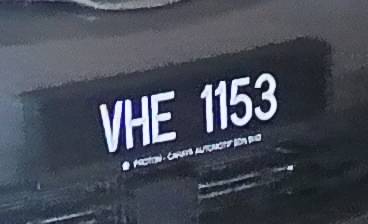 VHE 1153
PROTON - CAHAYA AUTOMOTIF SDN BHD